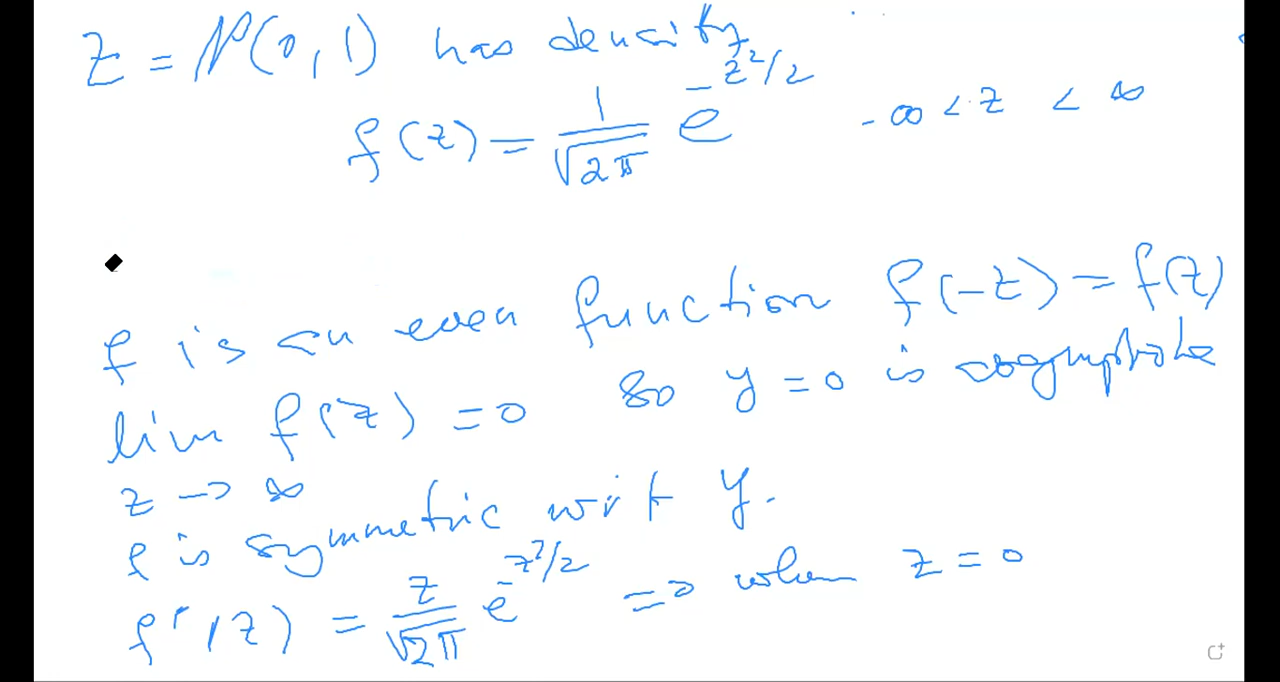 Z = N(0,1) has density
f(z) = 1/√2π e^{-z²/2} -∞ < z < ∞
f is an even function f(-z) = f(z)
lim f(z) = 0 so y = 0 is asymptote
z → ∞
f is symmetric wrt y.
f'(z) = z/√2π e^{-z²/2} = 0 when z = 0